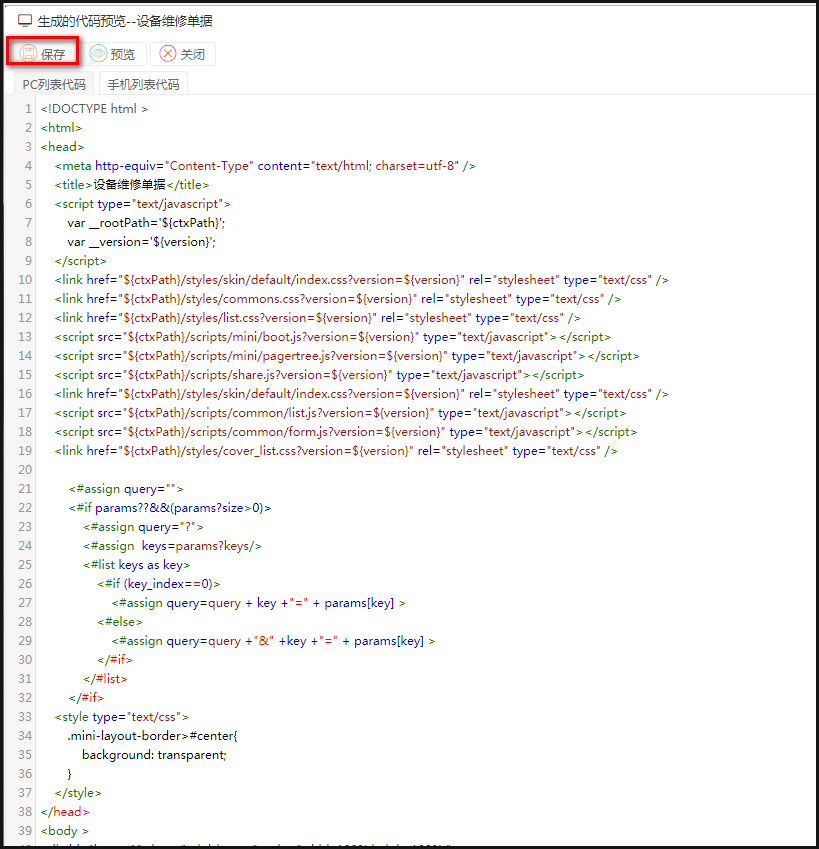 生成的代码预览--设备维修单据
保存 预览 关闭
PC列表代码 手机列表代码
1 <!DOCTYPE html >
2 <html>
3 <head>
4 <meta http-equiv="Content-Type" content="text/html; charset=utf-8" />
5 <title>设备维修单据</title>
6 <script type="text/javascript">
7 var __rootPath='${ctxPath}';
8 var __version='${version}';
9 </script>
10 <link href="${ctxPath}/styles/skin/default/index.css?version=${version}" rel="stylesheet" type="text/css" />
11 <link href="${ctxPath}/styles/commons.css?version=${version}" rel="stylesheet" type="text/css" />
12 <link href="${ctxPath}/styles/list.css?version=${version}" rel="stylesheet" type="text/css" />
13 <script src="${ctxPath}/scripts/mini/boot.js?version=${version}" type="text/javascript"></script>
14 <script src="${ctxPath}/scripts/mini/pagertree.js?version=${version}" type="text/javascript"></script>
15 <script src="${ctxPath}/scripts/share.js?version=${version}" type="text/javascript"></script>
16 <link href="${ctxPath}/styles/skin/default/index.css?version=${version}" rel="stylesheet" type="text/css" />
17 <script src="${ctxPath}/scripts/common/list.js?version=${version}" type="text/javascript"></script>
18 <script src="${ctxPath}/scripts/common/form.js?version=${version}" type="text/javascript"></script>
19 <link href="${ctxPath}/styles/cover_list.css?version=${version}" rel="stylesheet" type="text/css" />
20
21 <#assign query="">
22 <#if params??&&(params?size>0)>
23 <#assign query="?">
24 <#assign  keys=params?keys/>
25 <#list keys as key>
26 <#if (key_index==0)>
27 <#assign query=query + key +"=" + params[key] >
28 <#else>
29 <#assign query=query +"&" +key +"=" + params[key] >
30 </#if>
31 </#list>
32 </#if>
33 <style type="text/css">
34 .mini-layout-border>#center{
35 background: transparent;
36 }
37 </style>
38 </head>
39 <body >